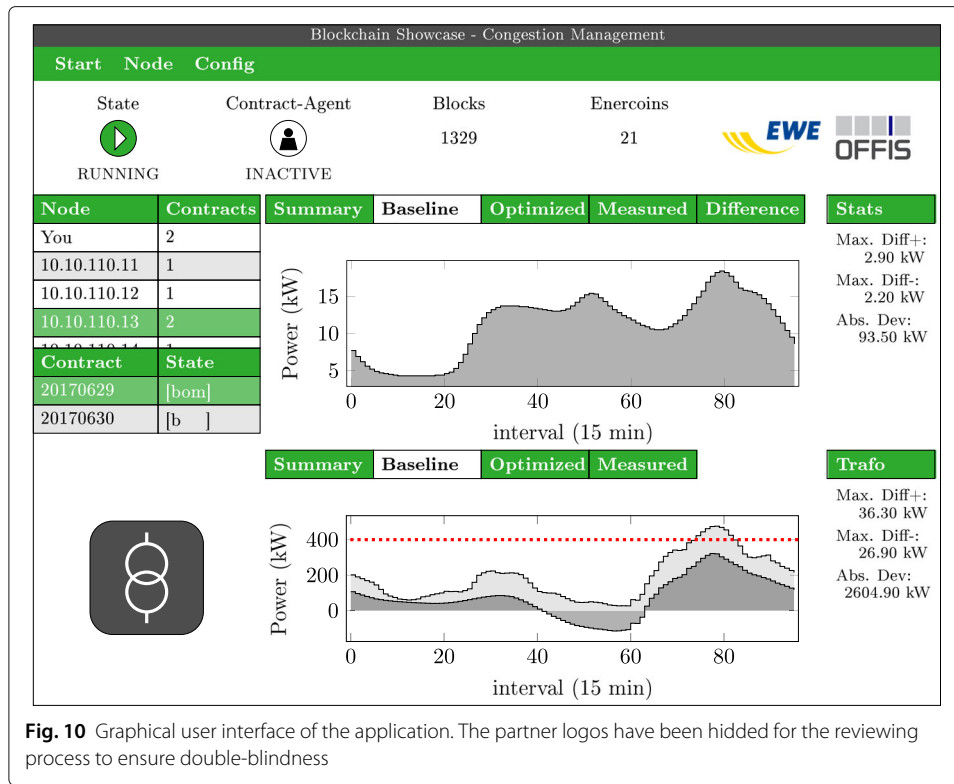 Blockchain Showcase - Congestion Management
Start Node Config
State Contract-Agent Blocks Enercoins
1329 21
EWE OFFIS
RUNNING INACTIVE
Node Contracts
You 2
10.10.110.11 1
10.10.110.12 1
10.10.110.13 2
10.10.110.14 1
Contract State
20170629 [bom]
20170630 [b ]
Summary Baseline Optimized Measured Difference
Power (kW)
15
10
5
0 20 40 60 80
interval (15 min)
Stats
Max. Diff+:
2.90 kW
Max. Diff-:
2.20 kW
Abs. Dev:
93.50 kW
Summary Baseline Optimized Measured
Power (kW)
400
200
0
0 20 40 60 80
interval (15 min)
Trafo
Max. Diff+:
36.30 kW
Max. Diff-:
26.90 kW
Abs. Dev:
2604.90 kW
Fig. 10 Graphical user interface of the application. The partner logos have been hidded for the reviewing
process to ensure double-blindness